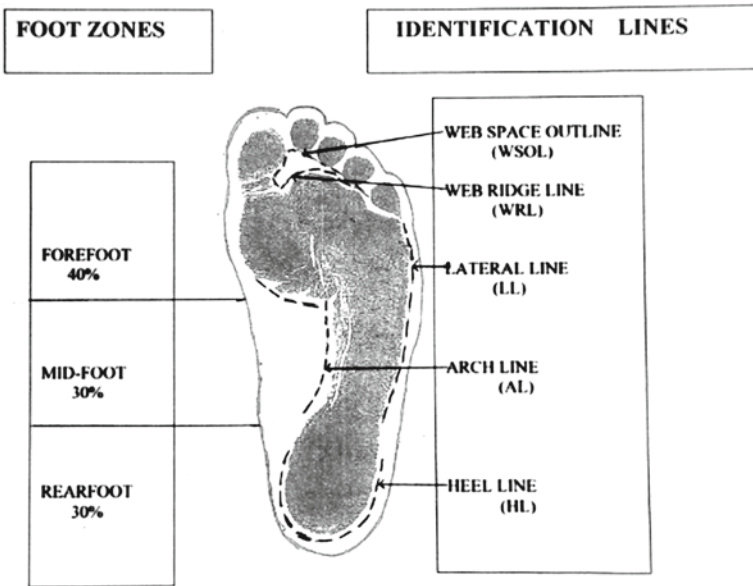 FOOT ZONES
IDENTIFICATION LINES
FOREFOOT
40%
MID-FOOT
30%
REARFOOT
30%
WEB SPACE OUTLINE
(WSOL)
WEB RIDGE LINE
(WRL)
LATERAL LINE
(LL)
ARCH LINE
(AL)
HEEL LINE
(HL)